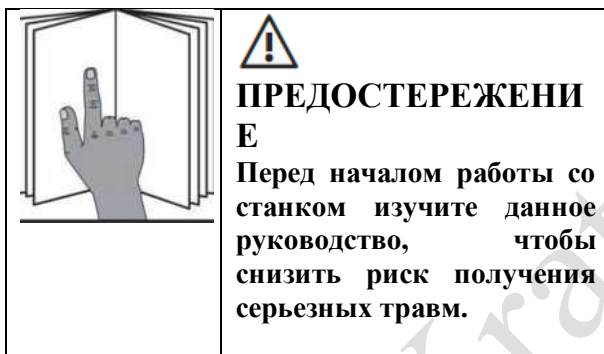 ПРЕДОСТЕРЕЖЕНИ
Е
Перед началом работы со
станком изучите данное
руководство, чтобы
снизить риск получения
серьезных травм.